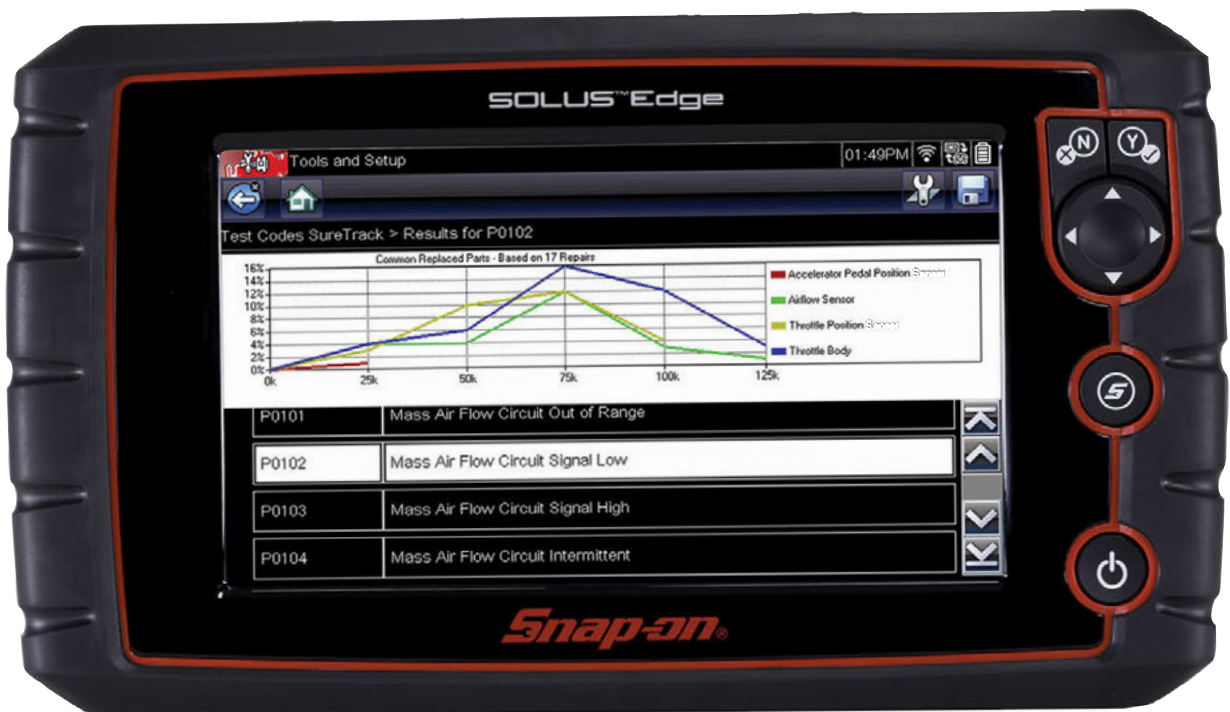 SOLUS™Edge
Tools and Setup
01:49PM
N
Y
Test Codes SureTrack > Results for P0102
Common Replaced Parts - Based on 17 Repairs
16%
14%
12%
10%
8%
6%
4%
2%
0%
0k
25k
50k
75k
100k
125k
Accelerator Pedal Position Sensor
Airflow Sensor
Throttle Position Sensor
Throttle Body
P0101 Mass Air Flow Circuit Out of Range
P0102 Mass Air Flow Circuit Signal Low
P0103 Mass Air Flow Circuit Signal High
P0104 Mass Air Flow Circuit Intermittent
S
Snap-on®